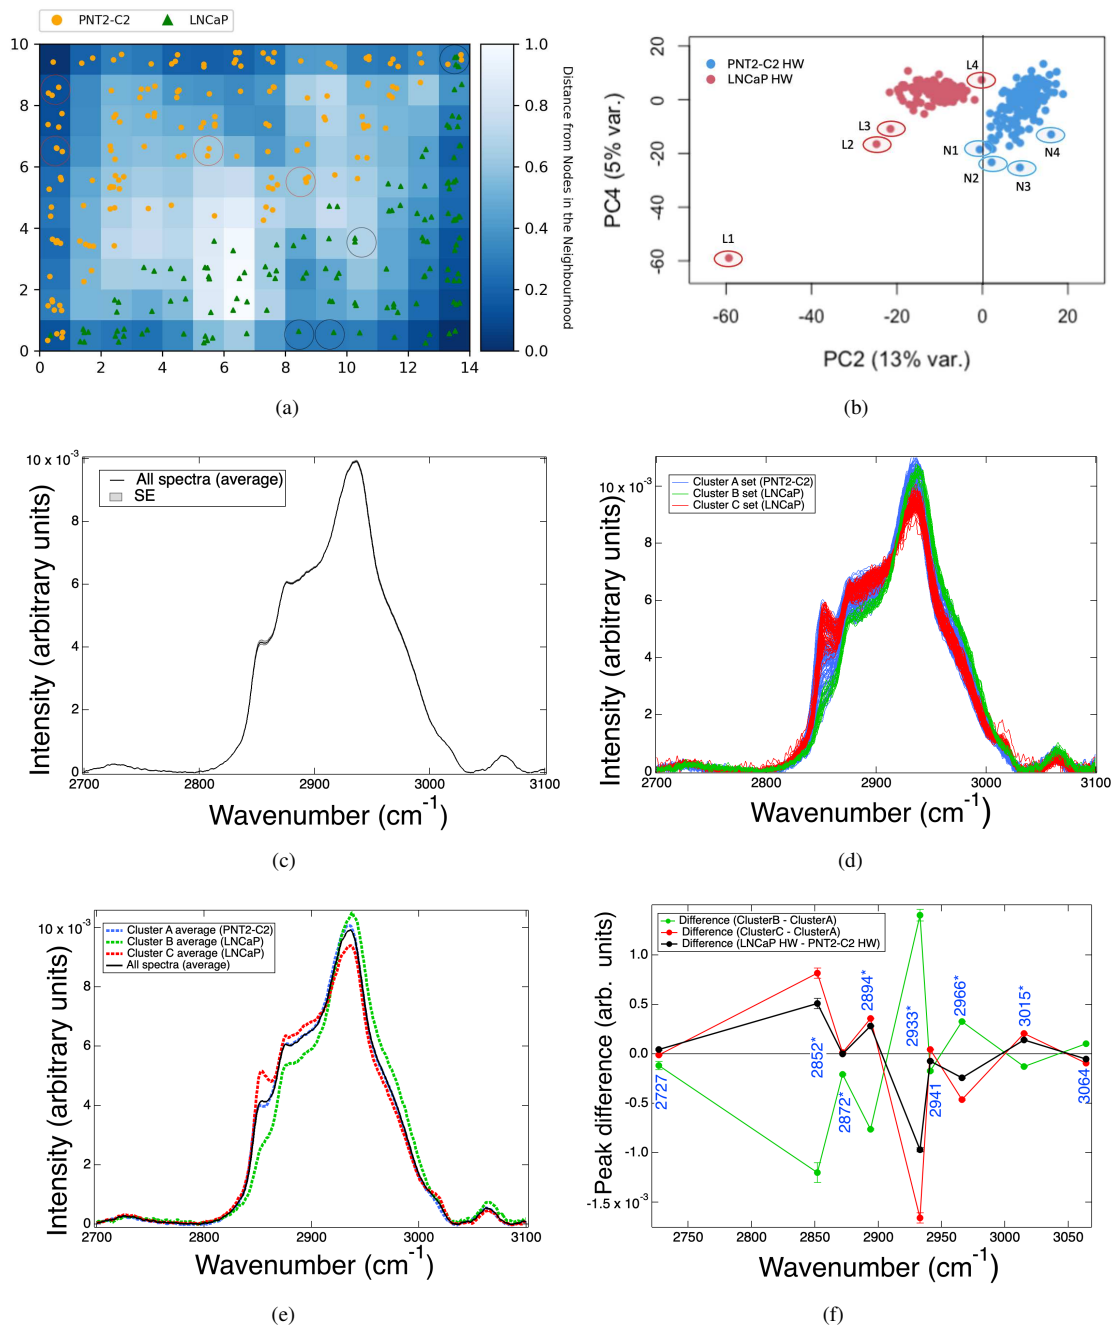 PNT2-C2 LNCaP
10
8
6
4
2
0
0 2 4 6 8 10 12 14
1.0
0.8
0.6
0.4
0.2
0.0
Distance from Nodes in the Neighbourhood
(a)
PNT2-C2 HW
LNCaP HW
L4
L3
L2
N1
N2
N3
N4
L1
20
0
-20
-40
-60
PC4 (5% var.)
-60 -40 -20 0 20
PC2 (13% var.)
(b)
10 x 10-3
8
6
4
2
0
All spectra (average)
SE
Intensity (arbitrary units)
2700 2800 2900 3000 3100
Wavenumber (cm-1)
(c)
10 x 10-3
8
6
4
2
0
Cluster A set (PNT2-C2)
Cluster B set (LNCaP)
Cluster C set (LNCaP)
Intensity (arbitrary units)
2700 2800 2900 3000 3100
Wavenumber (cm-1)
(d)
10 x 10-3
8
6
4
2
0
Cluster A average (PNT2-C2)
Cluster B average (LNCaP)
Cluster C average (LNCaP)
All spectra (average)
Intensity (arbitrary units)
2700 2800 2900 3000 3100
Wavenumber (cm-1)
(e)
Difference (ClusterB - ClusterA)
Difference (ClusterC - ClusterA)
Difference (LNCaP HW - PNT2-C2 HW)
1.0
0.5
0.0
-0.5
-1.0
-1.5 x 10-3
Peak difference (arb. units)
2727
2852*
2872*
2894*
2933*
2941
2966*
3015*
3064
2750 2800 2850 2900 2950 3000 3050
Wavenumber (cm-1)
(f)